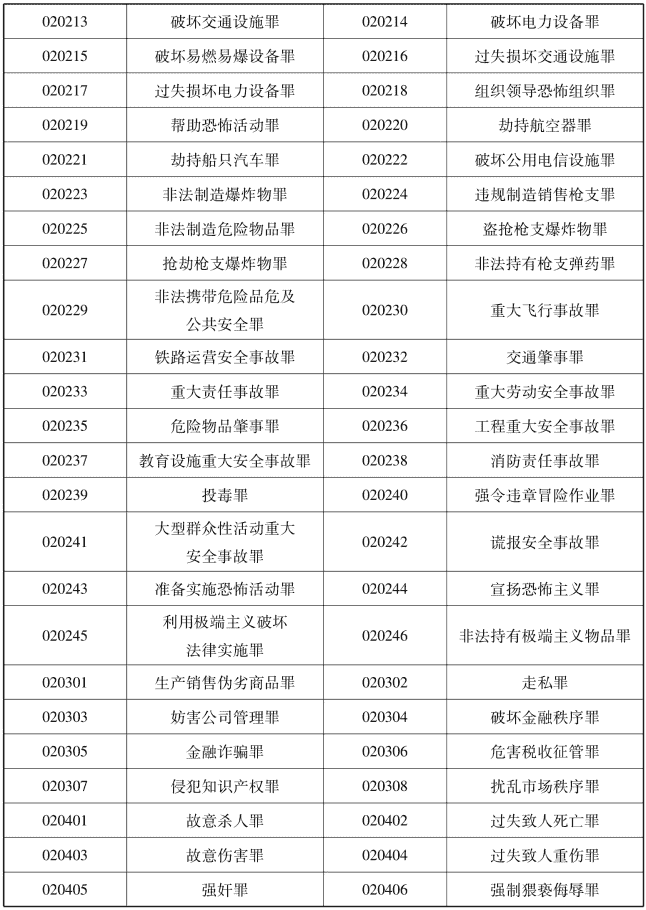 020213 破坏交通设施罪 020214 破坏电力设备罪
020215 破坏易燃易爆设备罪 020216 过失损坏交通设施罪
020217 过失损坏电力设备罪 020218 组织领导恐怖组织罪
020219 帮助恐怖活动罪 020220 劫持航空器罪
020221 劫持船只汽车罪 020222 破坏公用电信设施罪
020223 非法制造爆炸物罪 020224 违规制造销售枪支罪
020225 非法制造危险物品罪 020226 盗抢枪支爆炸物罪
020227 抢劫枪支爆炸物罪 020228 非法持有枪支弹药罪
020229 非法携带危险品危及
公共安全罪 020230 重大飞行事故罪
020231 铁路运营安全事故罪 020232 交通肇事罪
020233 重大责任事故罪 020234 重大劳动安全事故罪
020235 危险物品肇事罪 020236 工程重大安全事故罪
020237 教育设施重大安全事故罪 020238 消防责任事故罪
020239 投毒罪 020240 强令违章冒险作业罪
020241 大型群众性活动重大
安全事故罪 020242 谎报安全事故罪
020243 准备实施恐怖活动罪 020244 宣扬恐怖主义罪
020245 利用极端主义破坏
法律实施罪 020246 非法持有极端主义物品罪
020301 生产销售伪劣商品罪 020302 走私罪
020303 妨害公司管理罪 020304 破坏金融秩序罪
020305 金融诈骗罪 020306 危害税收征管罪
020307 侵犯知识产权罪 020308 扰乱市场秩序罪
020401 故意杀人罪 020402 过失致人死亡罪
020403 故意伤害罪 020404 过失致人重伤罪
020405 强奸罪 020406 强制猥亵侮辱罪